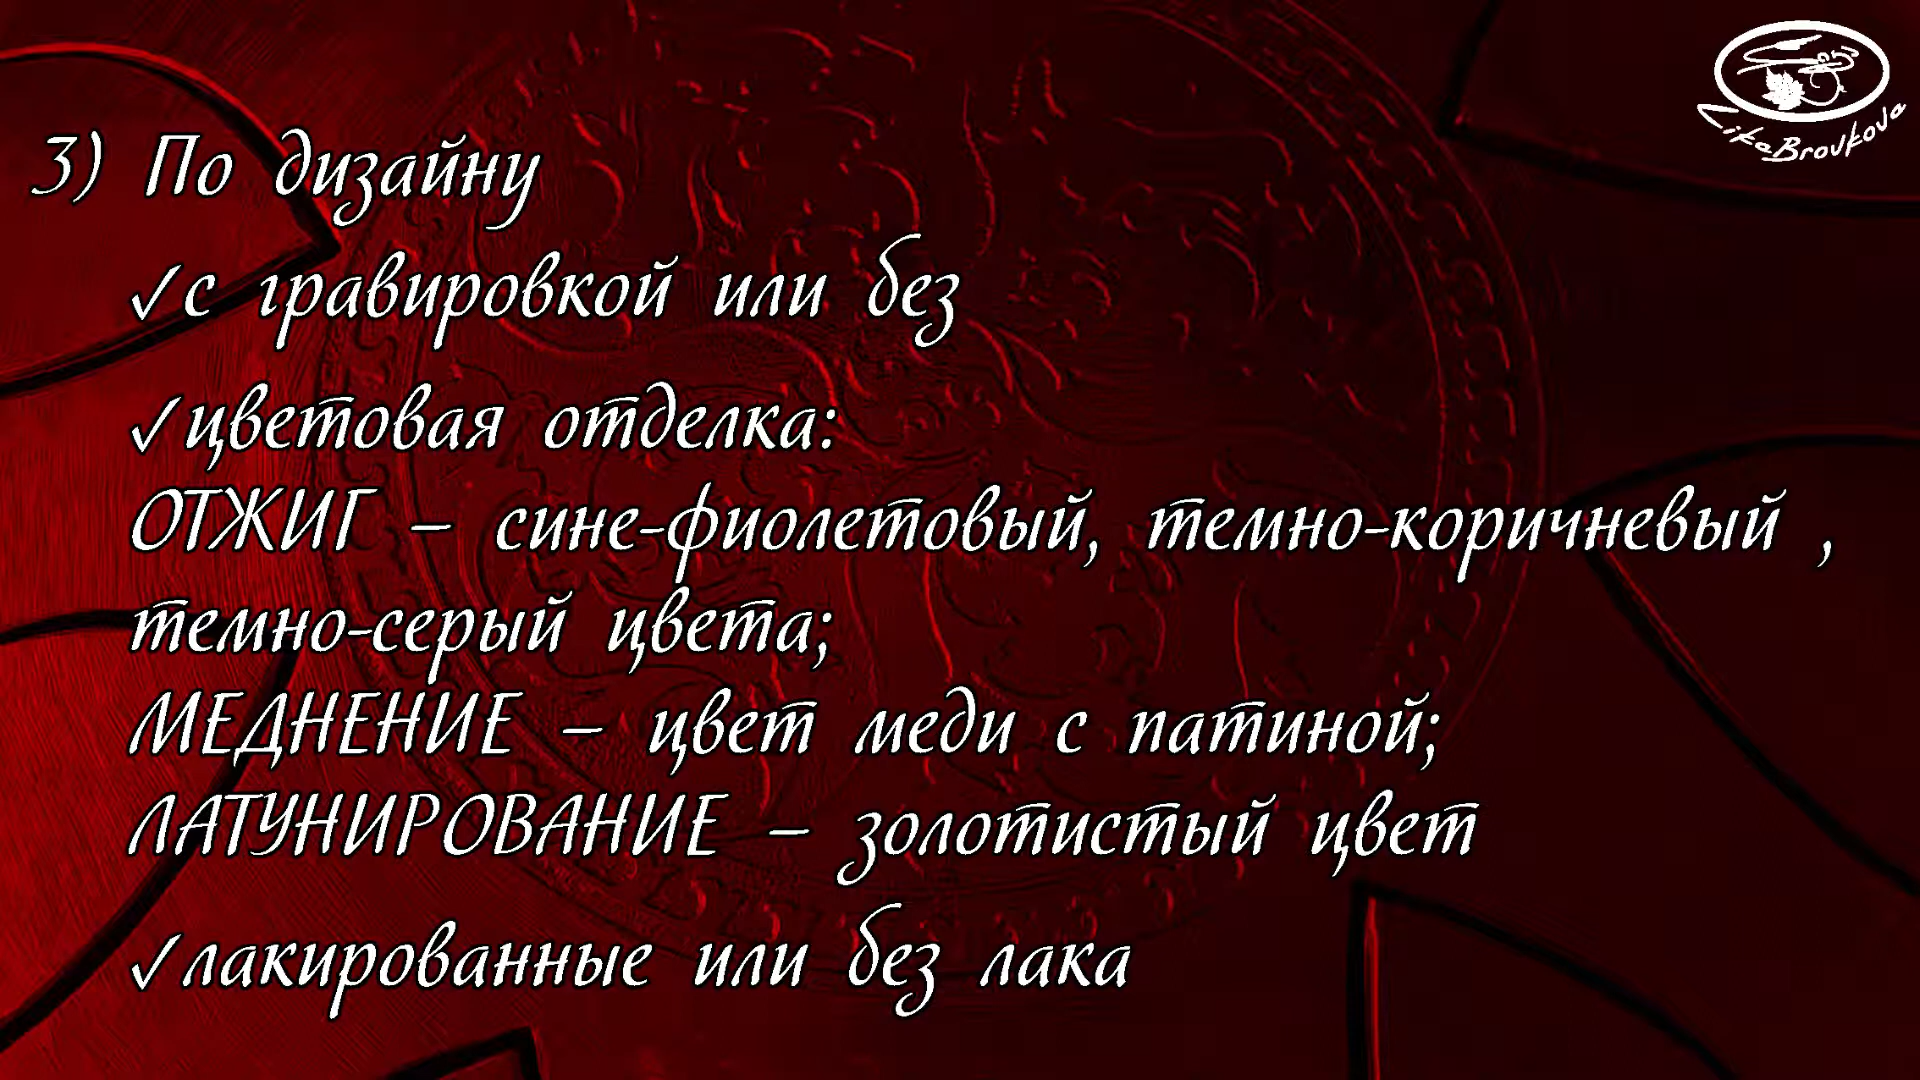 LikaBrovkova
3) По дизайну
✓с гравировкой или без
✓цветовая отделка:
ОТЖИГ – сине-фиолетовый, темно-коричневый ,
темно-серый цвета;
МЕДНЕНИЕ – цвет меди с патиной;
ЛАТУНИРОВАНИЕ – золотистый цвет
✓лакированные или без лака